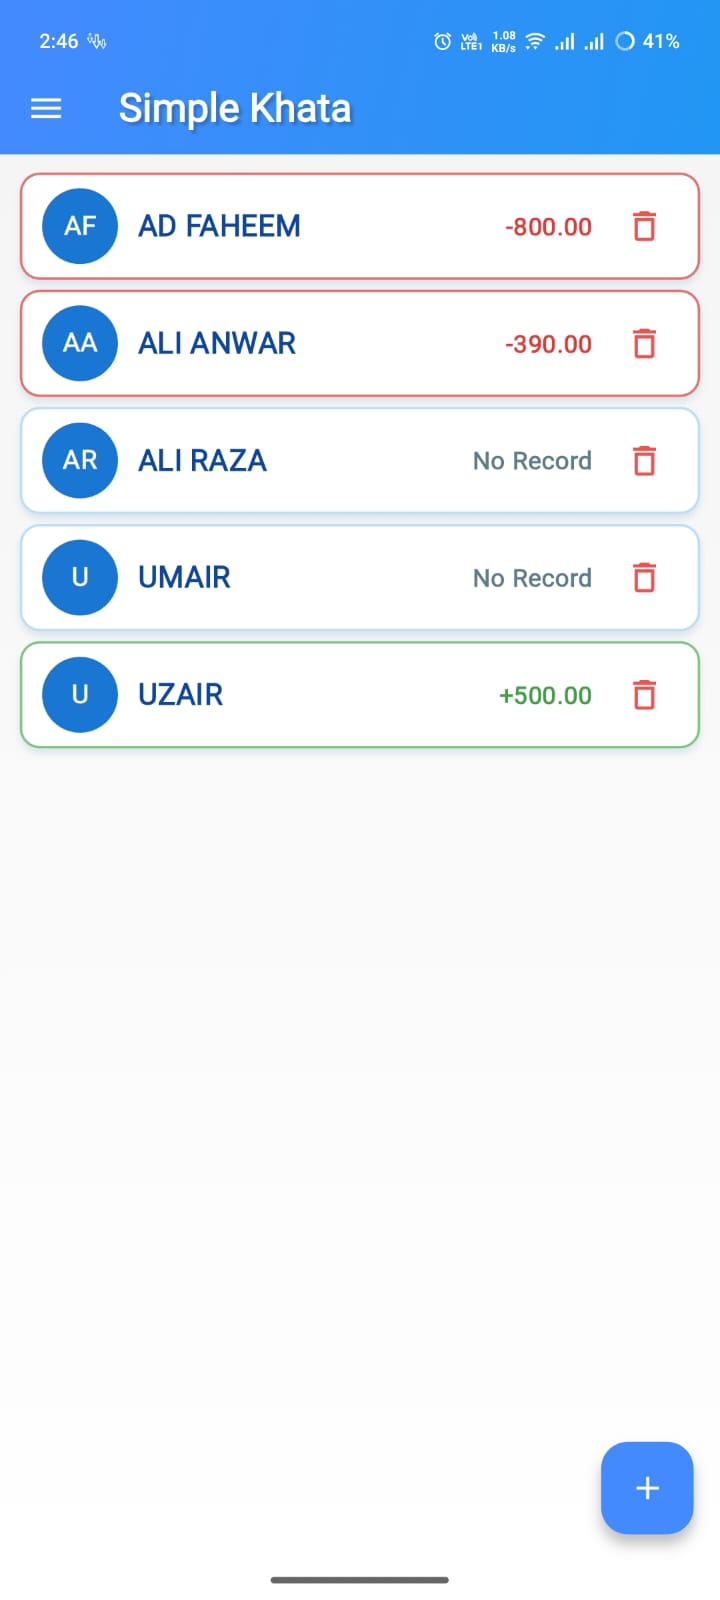 2:46 Vo) LTE1 1.08 KB/s 41%
Simple Khata
AF AD FAHEEM -800.00
AA ALI ANWAR -390.00
AR ALI RAZA No Record
U UMAIR No Record
U UZAIR +500.00
+